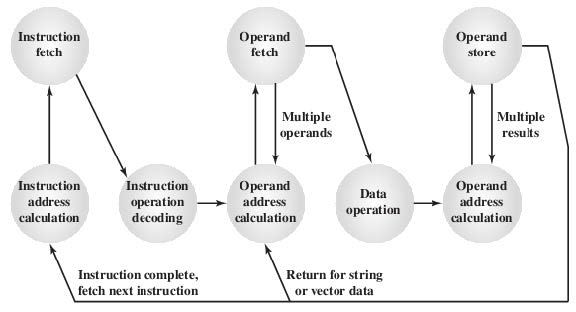 Instruction
fetch
Operand
fetch
Operand
store
Multiple
operands
Multiple
results
Instruction
address
calculation
Instruction
operation
decoding
Operand
address
calculation
Data
operation
Operand
address
calculation
Instruction complete,
fetch next instruction
Return for string
or vector data